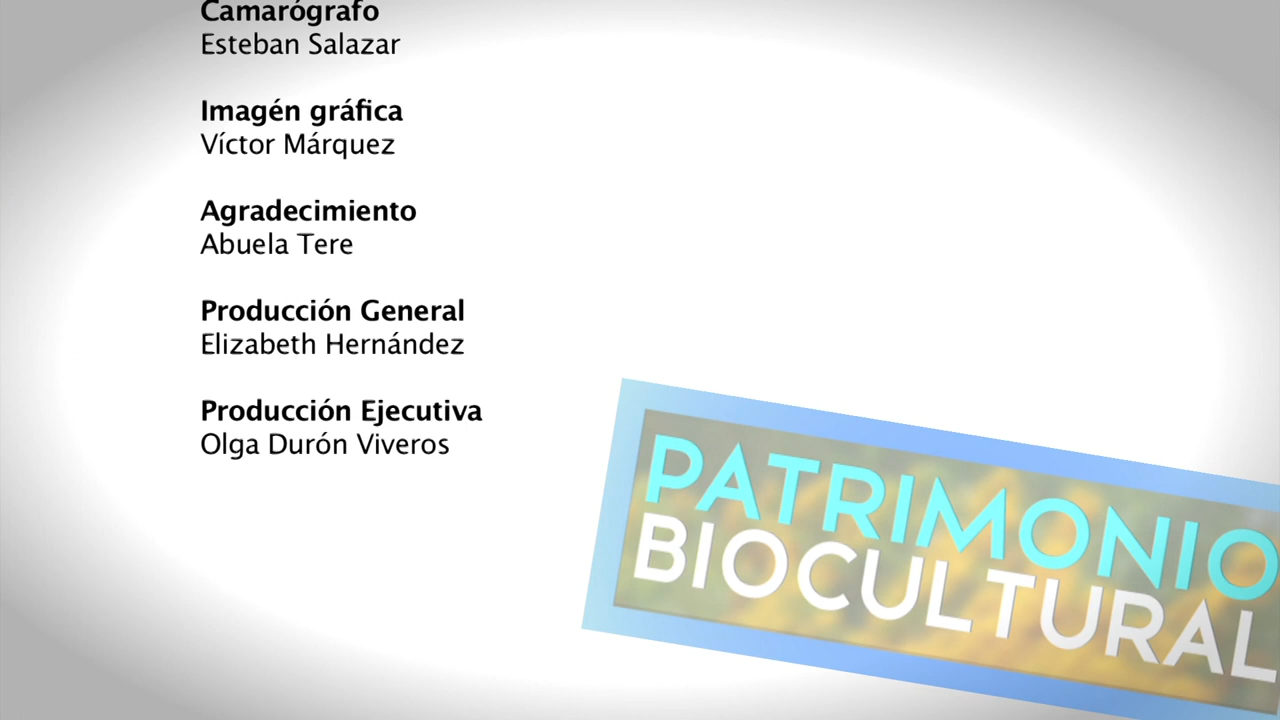 Camarógrafo
Esteban Salazar
Imagén gráfica
Víctor Márquez
Agradecimiento
Abuela Tere
Producción General
Elizabeth Hernández
Producción Ejecutiva
Olga Durón Viveros
PATRIMONIO
BIOCULTURAL